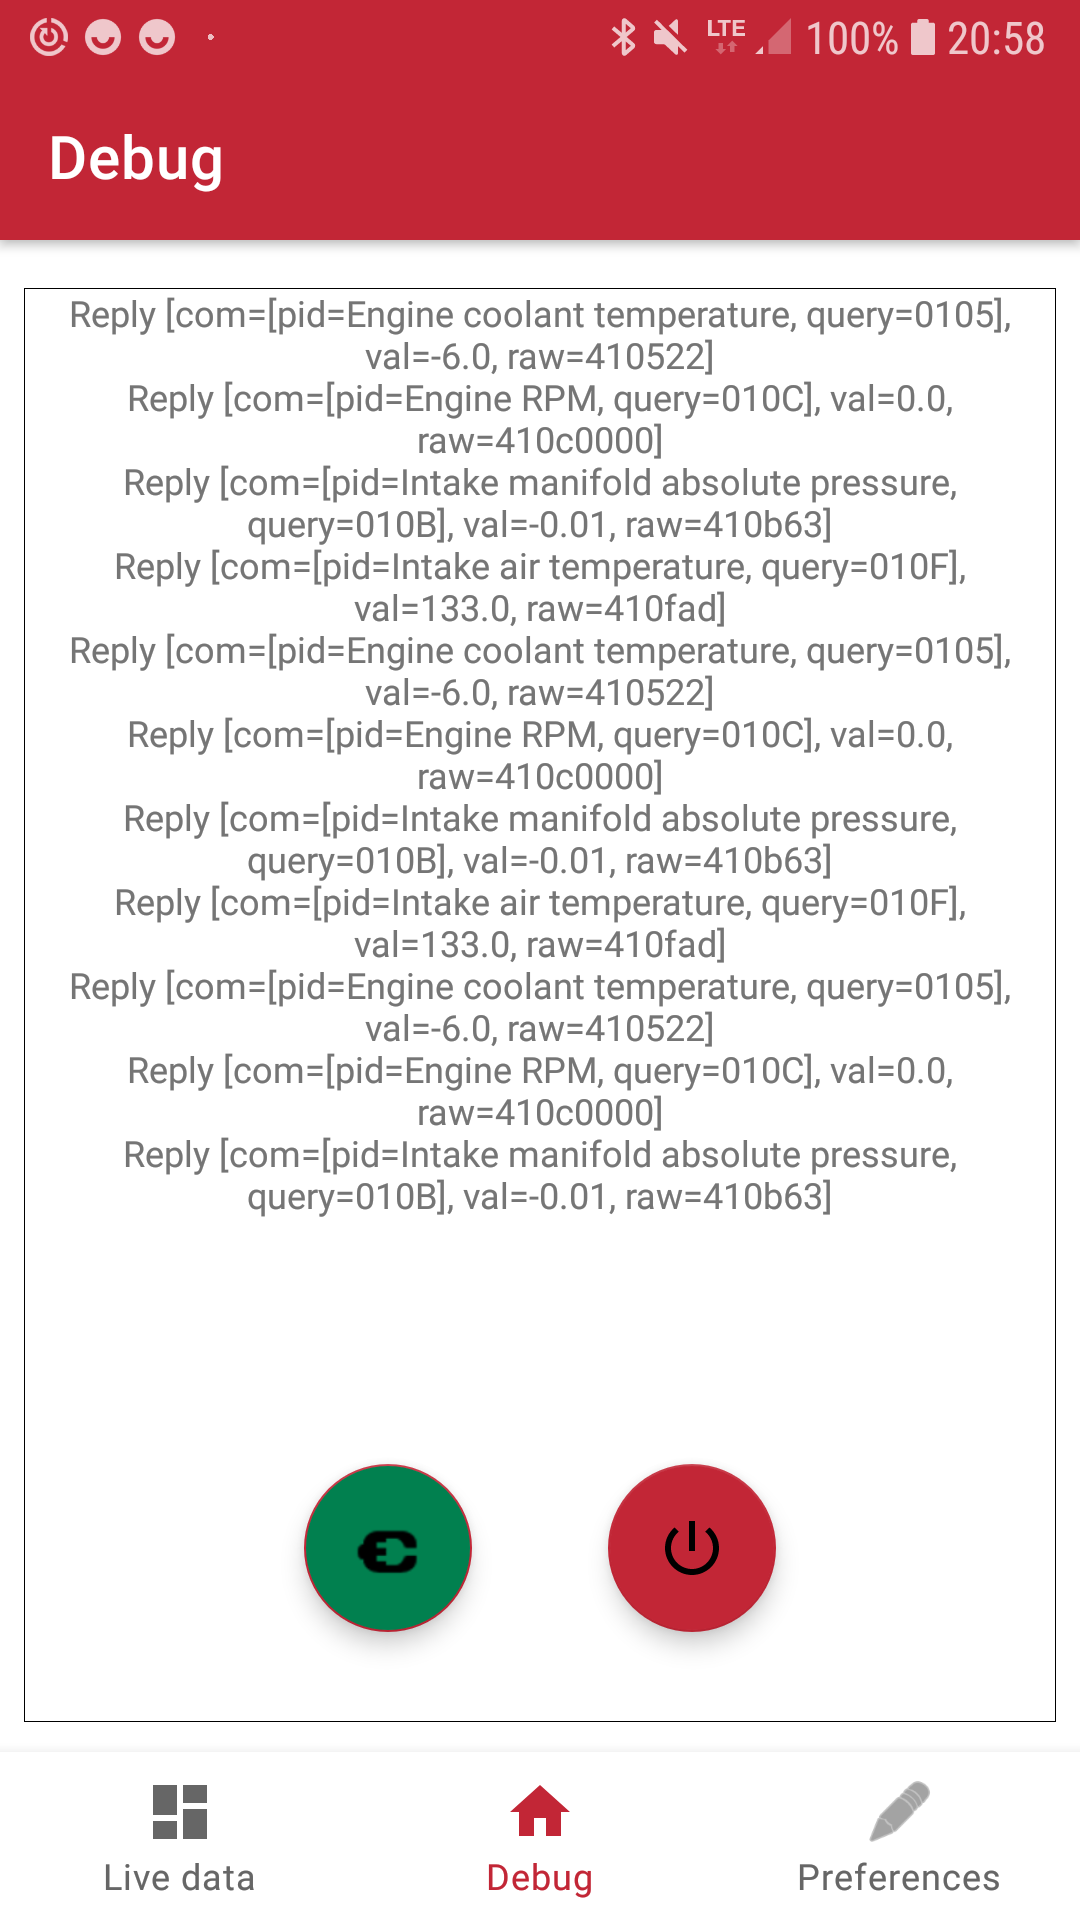 LTE 100% 20:58
Debug
Reply [com=[pid=Engine coolant temperature, query=0105],
val=-6.0, raw=410522]
Reply [com=[pid=Engine RPM, query=010C], val=0.0,
raw=410c0000]
Reply [com=[pid=Intake manifold absolute pressure,
query=010B], val=-0.01, raw=410b63]
Reply [com=[pid=Intake air temperature, query=010F],
val=133.0, raw=410fad]
Reply [com=[pid=Engine coolant temperature, query=0105],
val=-6.0, raw=410522]
Reply [com=[pid=Engine RPM, query=010C], val=0.0,
raw=410c0000]
Reply [com=[pid=Intake manifold absolute pressure,
query=010B], val=-0.01, raw=410b63]
Reply [com=[pid=Intake air temperature, query=010F],
val=133.0, raw=410fad]
Reply [com=[pid=Engine coolant temperature, query=0105],
val=-6.0, raw=410522]
Reply [com=[pid=Engine RPM, query=010C], val=0.0,
raw=410c0000]
Reply [com=[pid=Intake manifold absolute pressure,
query=010B], val=-0.01, raw=410b63]
Live data
Debug
Preferences